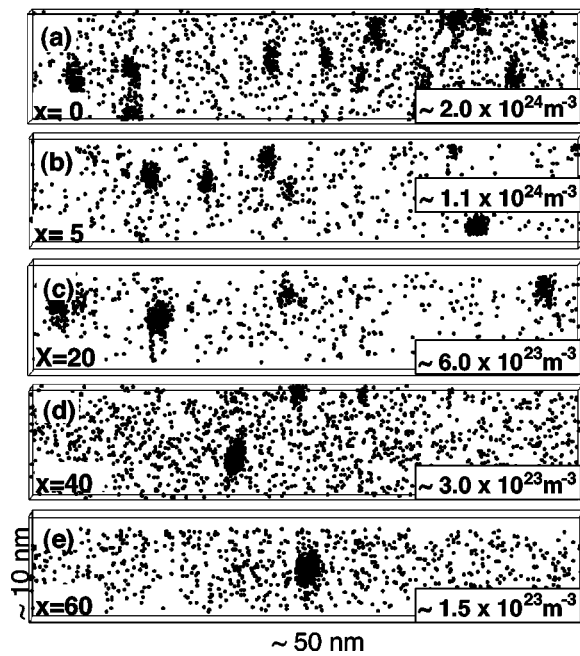 (a)
x= 0
~ 2.0 x 10²⁴m⁻³
(b)
x= 5
~ 1.1 x 10²⁴m⁻³
(c)
X=20
~ 6.0 x 10²³m⁻³
(d)
x=40
~ 3.0 x 10²³m⁻³
(e)
x=60
~ 1.5 x 10²³m⁻³
~ 10 nm
~ 50 nm